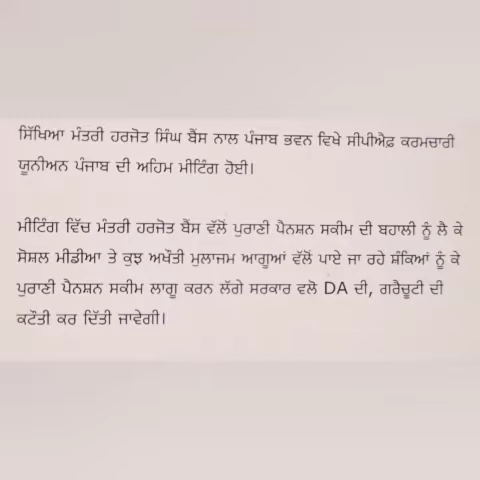 ਸਿੱਖਿਆ ਮੰਤਰੀ ਹਰਜੋਤ ਸਿੰਘ ਬੈਂਸ ਨਾਲ ਪੰਜਾਬ ਭਵਨ ਵਿਖੇ ਸੀਪੀਐਫ਼ ਕਰਮਚਾਰੀ
ਯੂਨੀਅਨ ਪੰਜਾਬ ਦੀ ਅਹਿਮ ਮੀਟਿੰਗ ਹੋਈ।
ਮੀਟਿੰਗ ਵਿੱਚ ਮੰਤਰੀ ਹਰਜੋਤ ਬੈਂਸ ਵੱਲੋਂ ਪੁਰਾਣੀ ਪੈਨਸ਼ਨ ਸਕੀਮ ਦੀ ਬਹਾਲੀ ਨੂੰ ਲੈ ਕੇ
ਸੋਸ਼ਲ ਮੀਡੀਆ ਤੇ ਕੁਝ ਅਖੌਤੀ ਮੁਲਾਜਮ ਆਗੂਆਂ ਵੱਲੋਂ ਪਾਏ ਜਾ ਰਹੇ ਸ਼ੰਕਿਆਂ ਨੂੰ ਕੇ
ਪੁਰਾਣੀ ਪੈਨਸ਼ਨ ਸਕੀਮ ਲਾਗੂ ਕਰਨ ਲੱਗੇ ਸਰਕਾਰ ਵਲੋ DA ਦੀ, ਗਰੈਚੂਟੀ ਦੀ
ਕਟੌਤੀ ਕਰ ਦਿੱਤੀ ਜਾਵੇਗੀ।